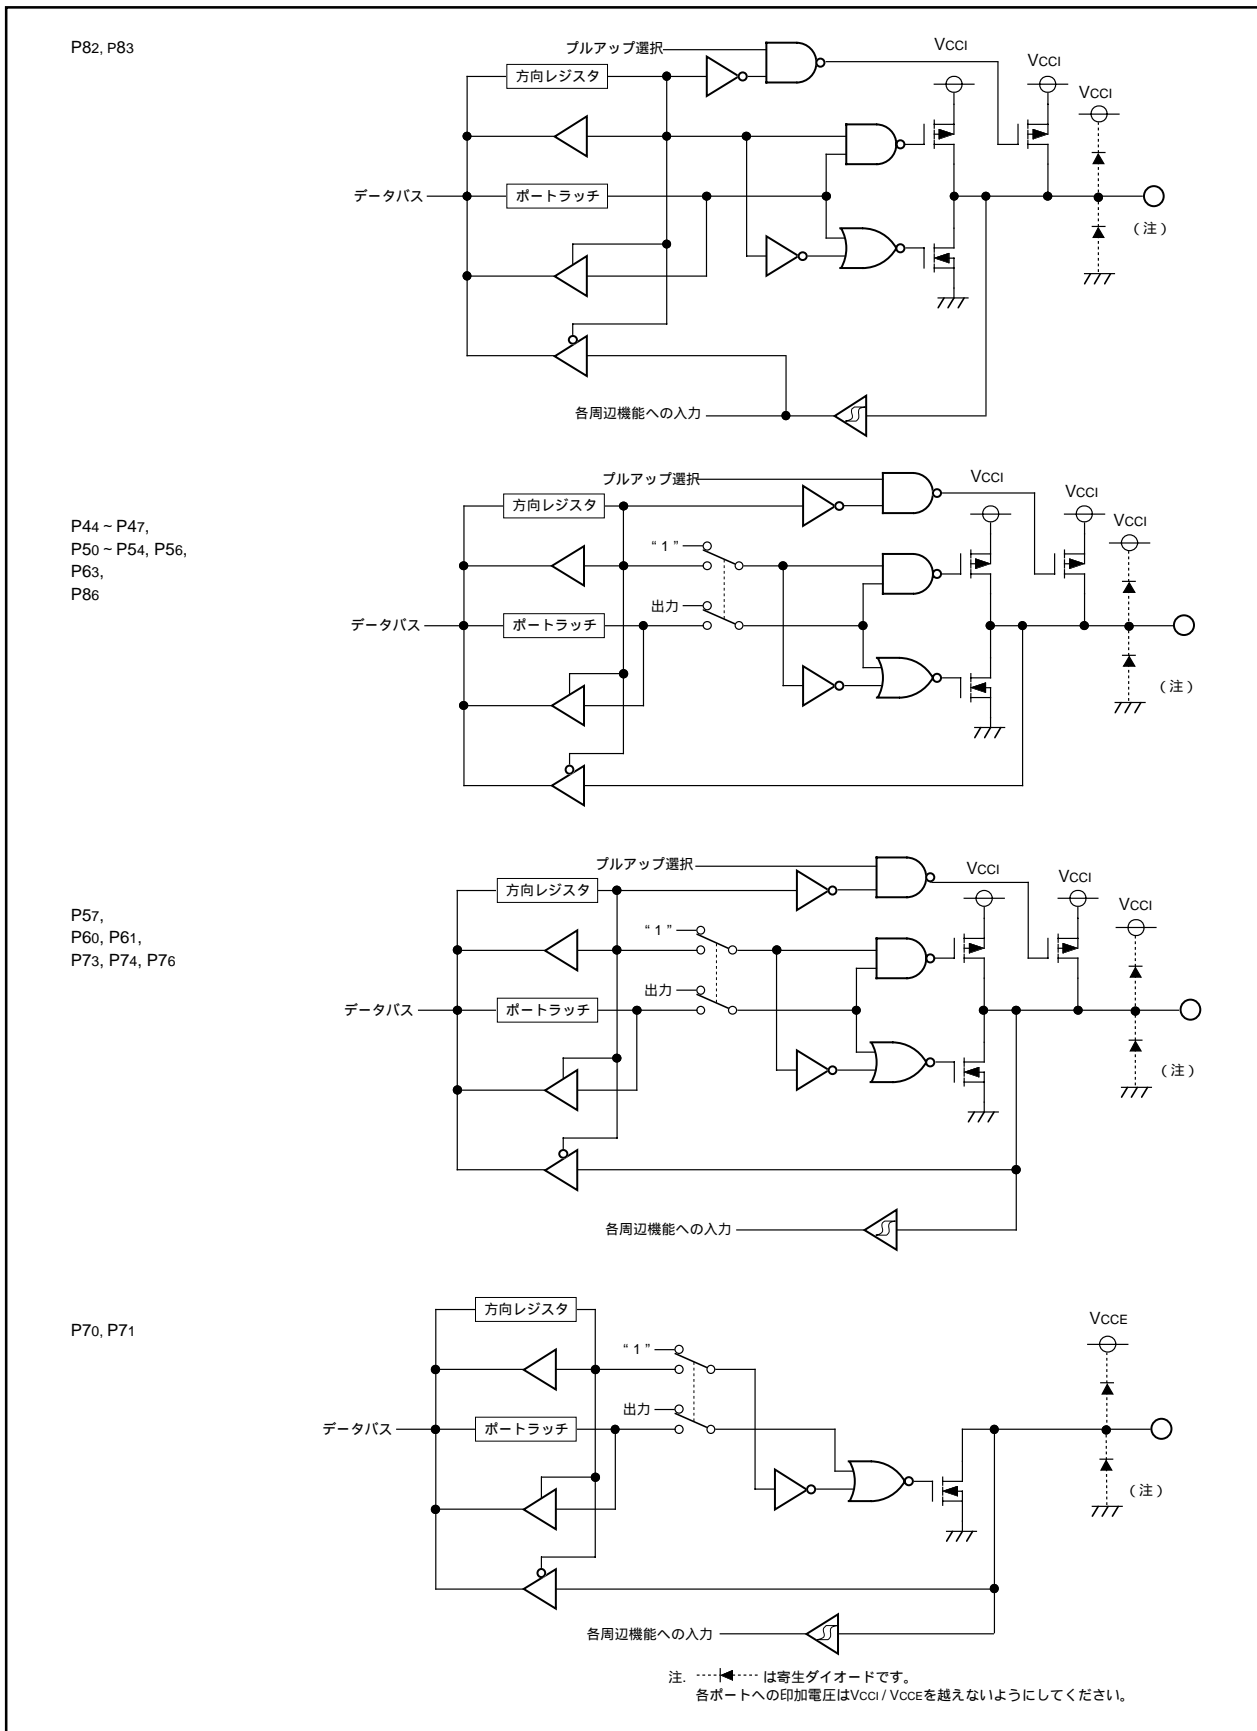 P82, P83
プルアップ選択
VCCI
VCCI
VCCI
方向レジスタ
データバス
ポートラッチ
（注）
各周辺機能への入力
P44 ~ P47,
P50 ~ P54, P56,
P63,
P86
プルアップ選択
VCCI
VCCI
VCCI
方向レジスタ
“ 1 ”
出力
データバス
ポートラッチ
（注）
P57,
P60, P61,
P73, P74, P76
プルアップ選択
VCCI
VCCI
VCCI
方向レジスタ
“ 1 ”
出力
データバス
ポートラッチ
（注）
各周辺機能への入力
P70, P71
方向レジスタ
VCCE
“ 1 ”
出力
データバス
ポートラッチ
（注）
各周辺機能への入力
注. は寄生ダイオードです。
各ポートへの印加電圧はVCCI / VCCEを越えないようにしてください。